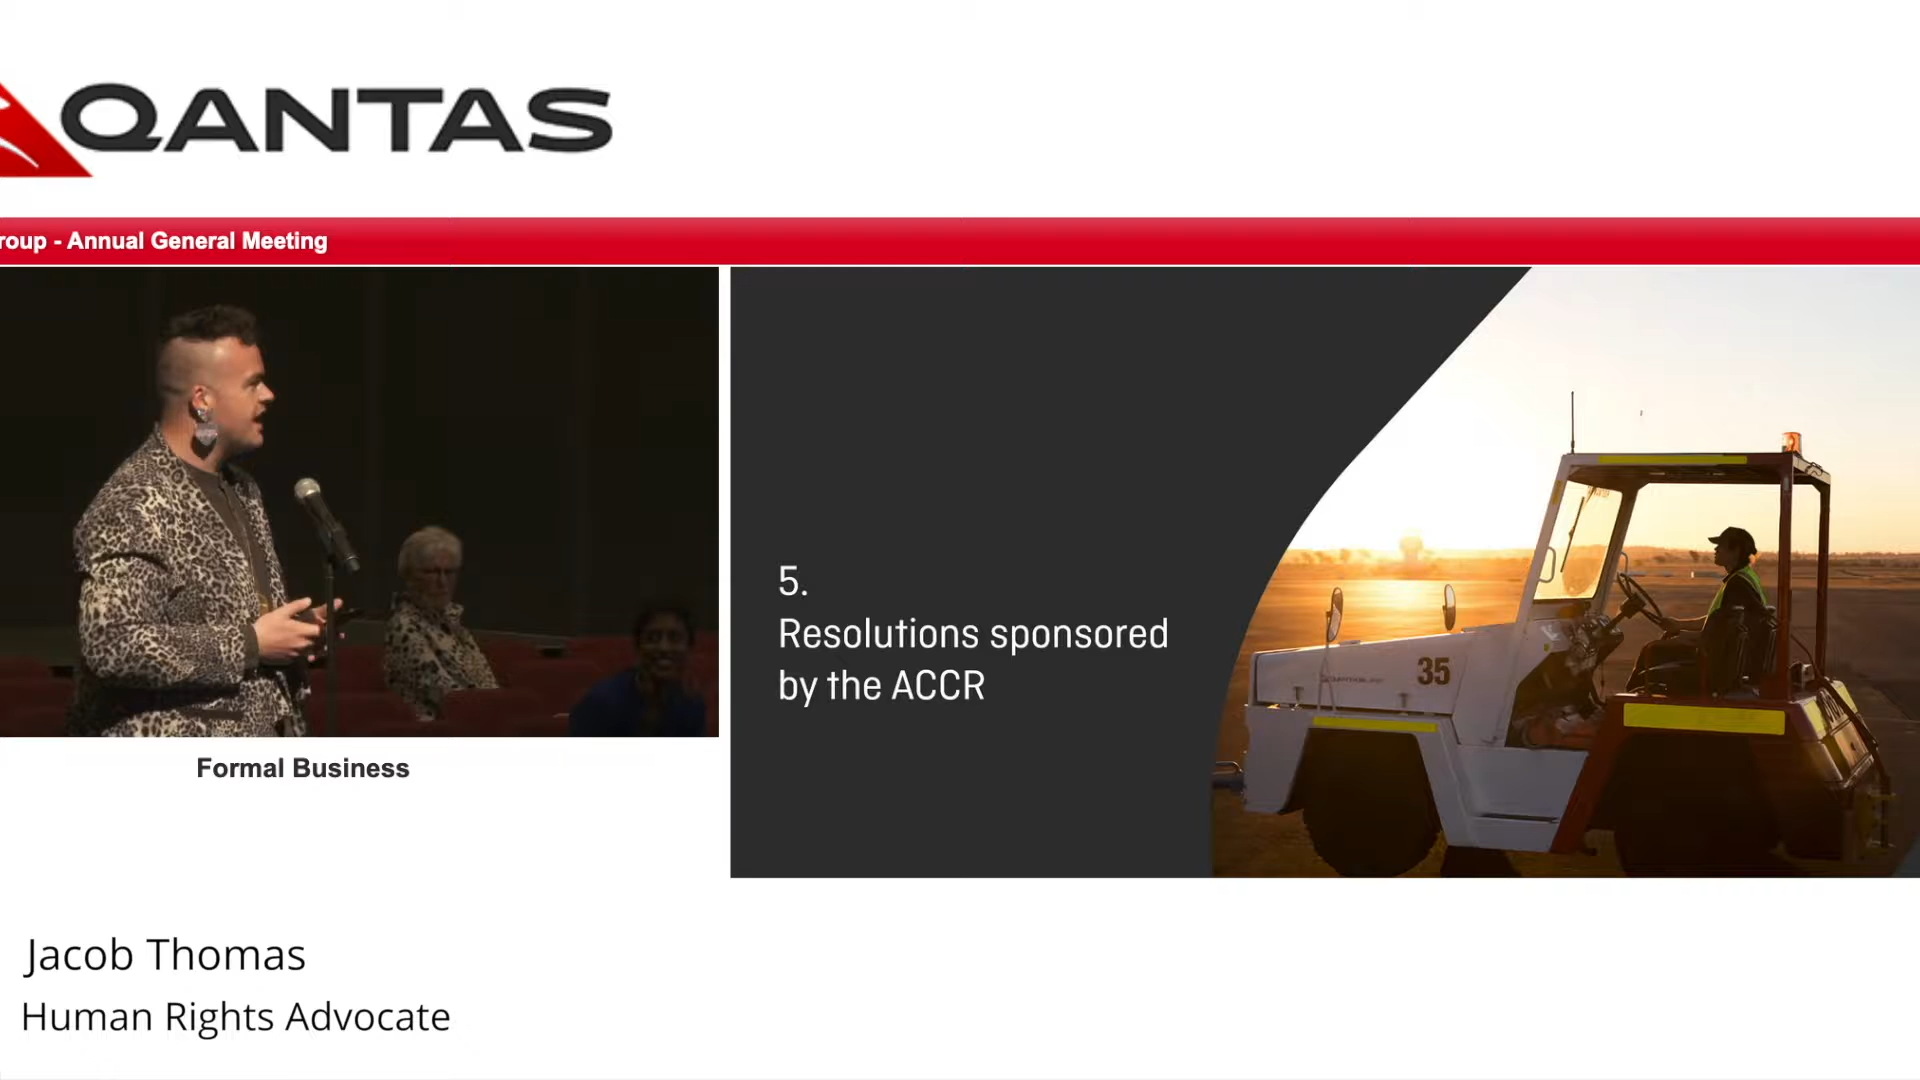 QANTAS
roup - Annual General Meeting
5.
Resolutions sponsored
by the ACCR
35
Formal Business
Jacob Thomas
Human Rights Advocate